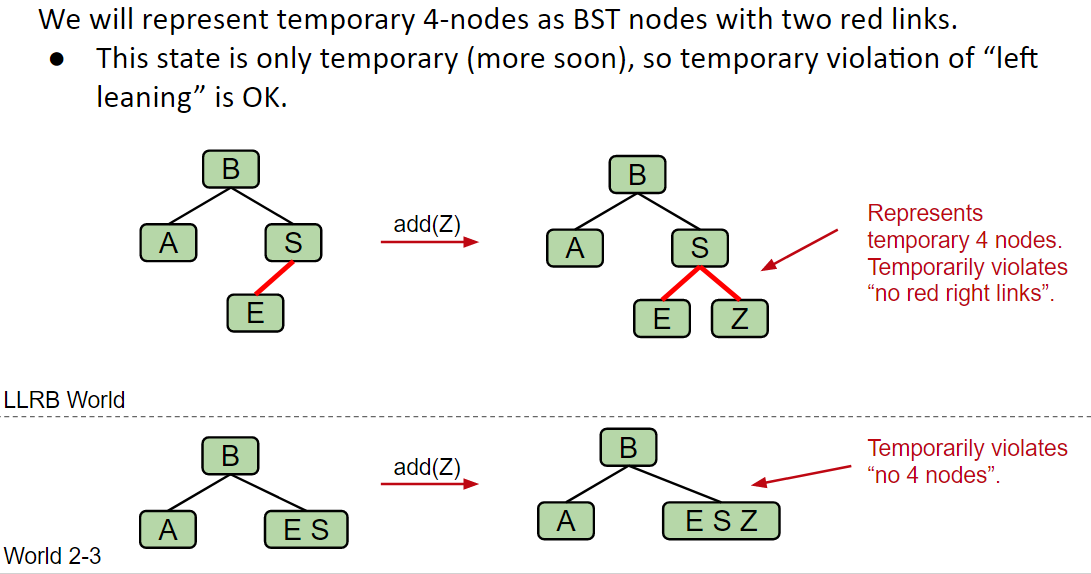 We will represent temporary 4-nodes as BST nodes with two red links.
● This state is only temporary (more soon), so temporary violation of “left
leaning” is OK.
B
A
S
E
add(Z)
B
A
S
E
Z
Represents
temporary 4 nodes.
Temporarily violates
“no red right links”.
LLRB World
B
A
E S
add(Z)
B
A
E S Z
Temporarily violates
“no 4 nodes”.
World 2-3